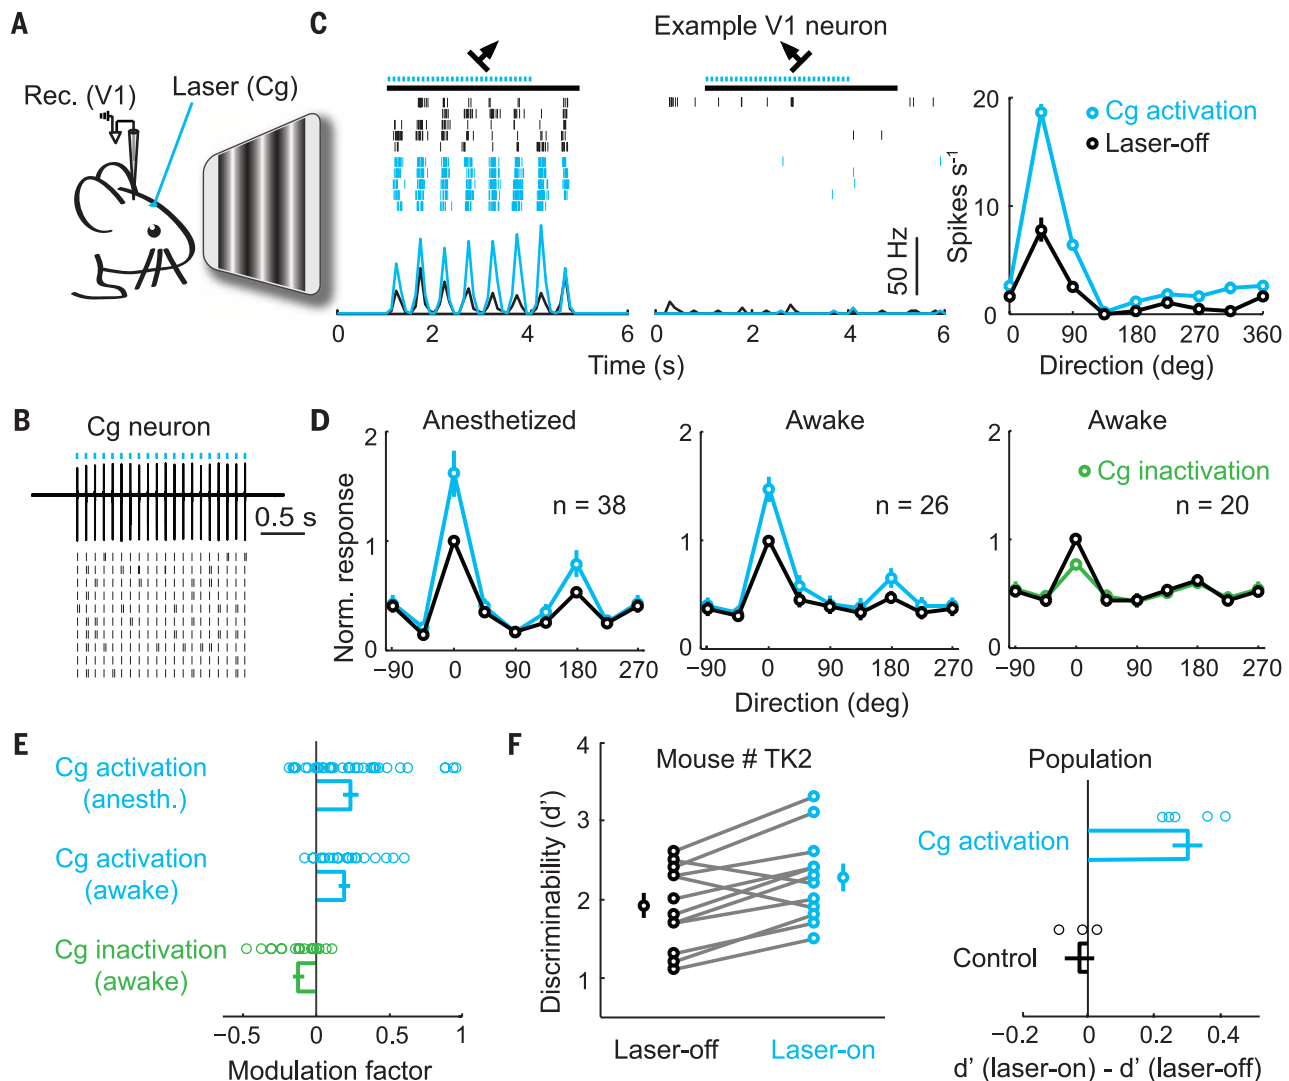 A
Rec. (V1)
Laser (Cg)
C
Example V1 neuron
50 Hz
0 2 4 6
0 2 4 6
Time (s)
Spikes s-1
20
10
0
Cg activation
Laser-off
0 90 180 270 360
Direction (deg)
B
Cg neuron
0.5 s
D
Norm. response
Anesthetized
2
1
0
n = 38
−90 0 90 180 270
Awake
2
1
0
n = 26
−90 0 90 180 270
Direction (deg)
Awake
2
1
0
Cg inactivation
n = 20
−90 0 90 180 270
E
Cg activation
(anesth.)
Cg activation
(awake)
Cg inactivation
(awake)
−0.5 0 0.5 1
Modulation factor
F
Discriminability (d')
4
3
2
1
Mouse # TK2
Laser-off
Laser-on
Population
Cg activation
Control
−0.2 0 0.2 0.4
d' (laser-on) - d' (laser-off)